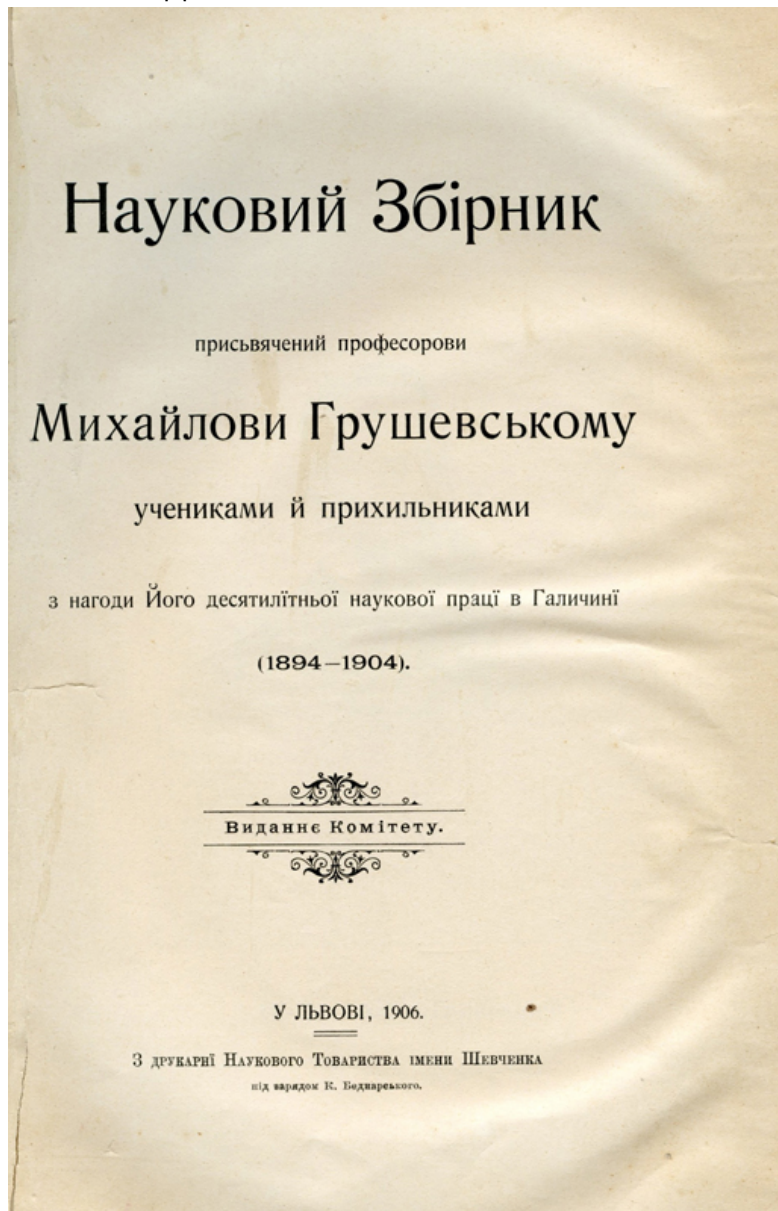 Науковий Збірник
присьвячений професорови
Михайлови Грушевському
учениками й прихильниками
з нагоди Його десятилїтньої наукової працї в Галичинї
(1894—1904).
Виданнє Комітету.
У ЛЬВОВІ, 1906.
З друкарнї Наукового Товариства імени Шевченка
під зарядом К. Беднарського.